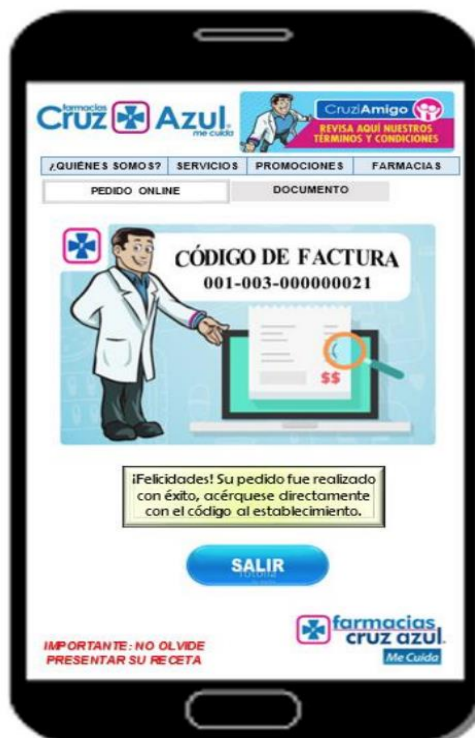 farmacias
Cruz Azul
me cuida
CruziAmigo
REVISA AQUÍ NUESTROS
TÉRMINOS Y CONDICIONES
¿QUIÉNES SOMOS? SERVICIOS PROMOCIONES FARMACIAS
PEDIDO ONLINE DOCUMENTO
CÓDIGO DE FACTURA
001-003-000000021
$$
¡Felicidades! Su pedido fue realizado
con éxito, acérquese directamente
con el código al establecimiento.
SALIR
farmacias
cruz azul
Me Cuida
IMPORTANTE: NO OLVIDE
PRESENTAR SU RECETA